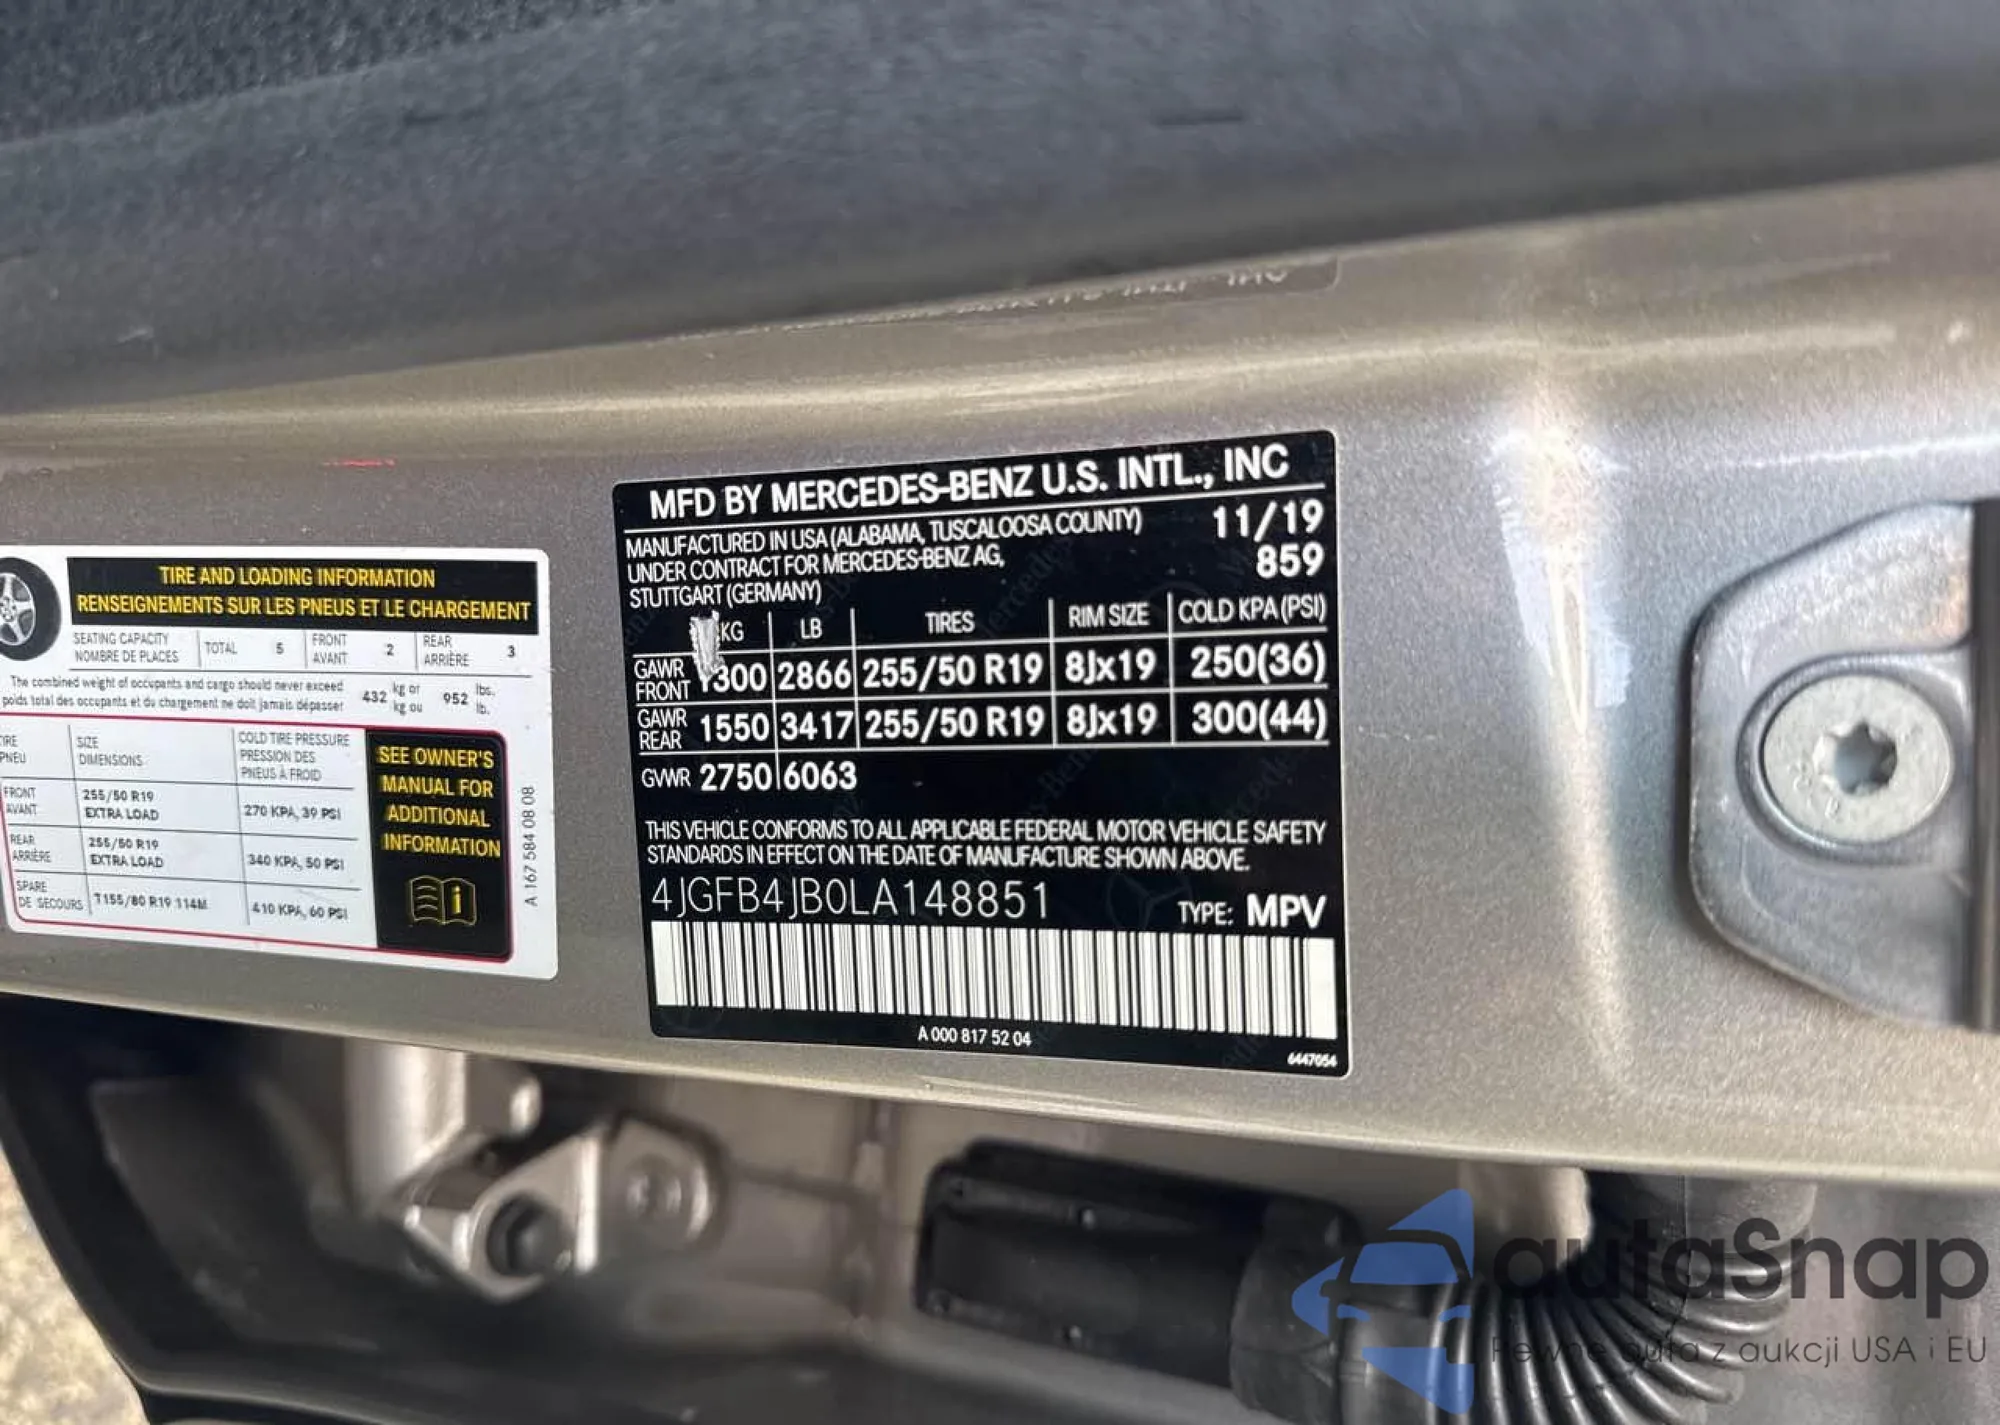 TIRE AND LOADING INFORMATION
RENSEIGNEMENTS SUR LES PNEUS ET LE CHARGEMENT
SEATING CAPACITY
NOMBRE DE PLACES
TOTAL 5
FRONT
AVANT 2
REAR
ARRIÈRE 3
The combined weight of occupants and cargo should never exceed
poids total des occupants et du chargement ne doit jamais dépasser
432 kg or
kg ou
952 lbs.
lb.
SIZE
DIMENSIONS
COLD TIRE PRESSURE
PRESSION DES
PNEUS À FROID
FRONT
AVANT
255/50 R19
EXTRA LOAD
270 KPA, 39 PSI
REAR
ARRIÈRE
255/50 R19
EXTRA LOAD
340 KPA, 50 PSI
SPARE
DE SECOURS
T155/80 R19 114M
410 KPA, 60 PSI
SEE OWNER'S
MANUAL FOR
ADDITIONAL
INFORMATION
A 167 584 08 08
MFD BY MERCEDES-BENZ U.S. INTL., INC
MANUFACTURED IN USA (ALABAMA, TUSCALOOSA COUNTY) 11/19
UNDER CONTRACT FOR MERCEDES-BENZ AG, 859
STUTTGART (GERMANY)
KG LB TIRES RIM SIZE COLD KPA (PSI)
GAWR
FRONT 1300 2866 255/50 R19 8Jx19 250(36)
GAWR
REAR 1550 3417 255/50 R19 8Jx19 300(44)
GVWR 2750 6063
THIS VEHICLE CONFORMS TO ALL APPLICABLE FEDERAL MOTOR VEHICLE SAFETY
STANDARDS IN EFFECT ON THE DATE OF MANUFACTURE SHOWN ABOVE.
4JGFB4JB0LA148851 TYPE: MPV
A 000 817 52 04
6447054
autaSnap
Pewne auta z aukcji USA i EU